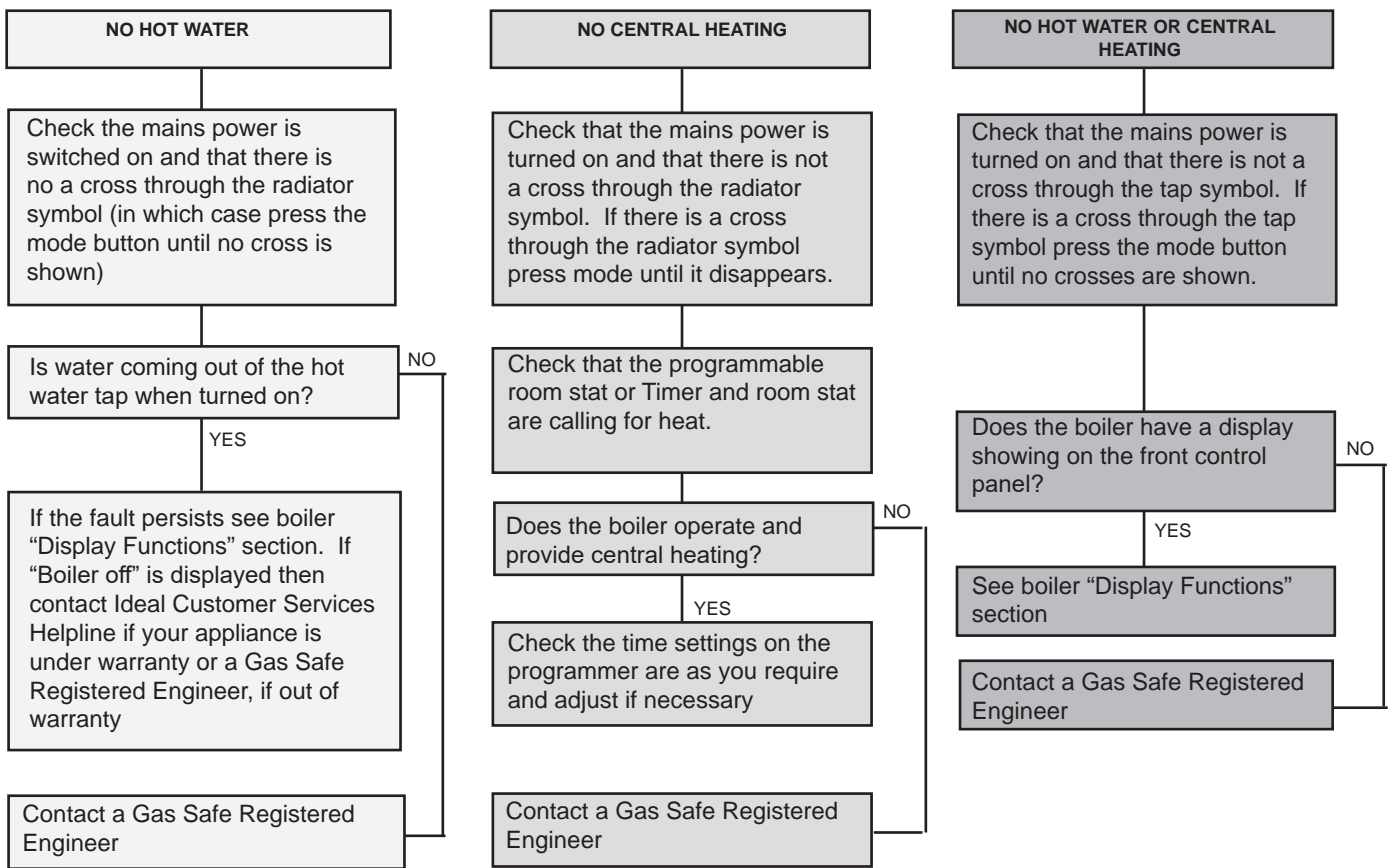 NO HOT WATER
Check the mains power is
switched on and that there is
no a cross through the radiator
symbol (in which case press the
mode button until no cross is
shown)
Is water coming out of the hot
water tap when turned on?
NO
YES
If the fault persists see boiler
“Display Functions” section. If
“Boiler off” is displayed then
contact Ideal Customer Services
Helpline if your appliance is
under warranty or a Gas Safe
Registered Engineer, if out of
warranty
Contact a Gas Safe Registered
Engineer
NO CENTRAL HEATING
Check that the mains power is
turned on and that there is not
a cross through the radiator
symbol. If there is a cross
through the radiator symbol
press mode until it disappears.
Check that the programmable
room stat or Timer and room stat
are calling for heat.
Does the boiler operate and
provide central heating?
NO
YES
Check the time settings on the
programmer are as you require
and adjust if necessary
Contact a Gas Safe Registered
Engineer
NO HOT WATER OR CENTRAL
HEATING
Check that the mains power is
turned on and that there is not a
cross through the tap symbol. If
there is a cross through the tap
symbol press the mode button
until no crosses are shown.
Does the boiler have a display
showing on the front control
panel?
NO
YES
See boiler “Display Functions”
section
Contact a Gas Safe Registered
Engineer